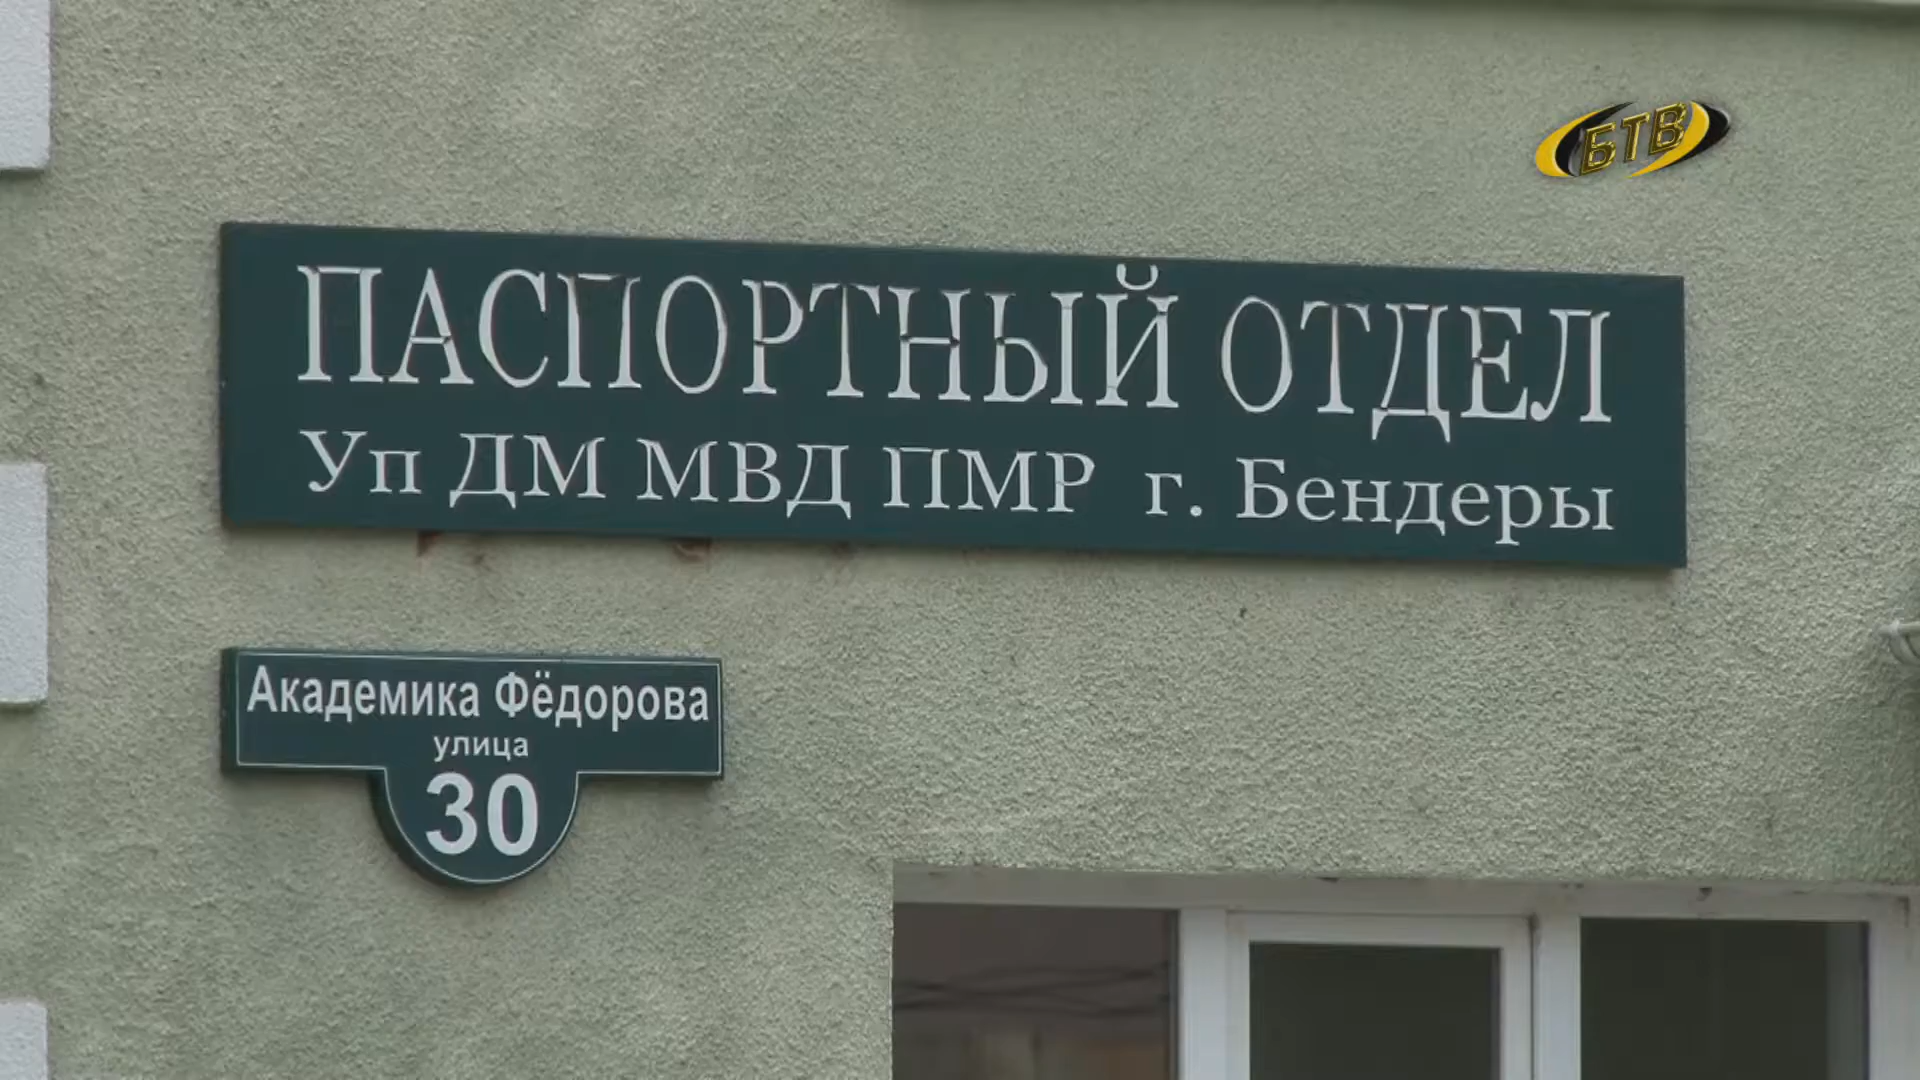 БТВ
ПАСПОРТНЫЙ ОТДЕЛ
Уп ДМ МВД ПМР г. Бендеры
Академика Фёдорова
улица
30